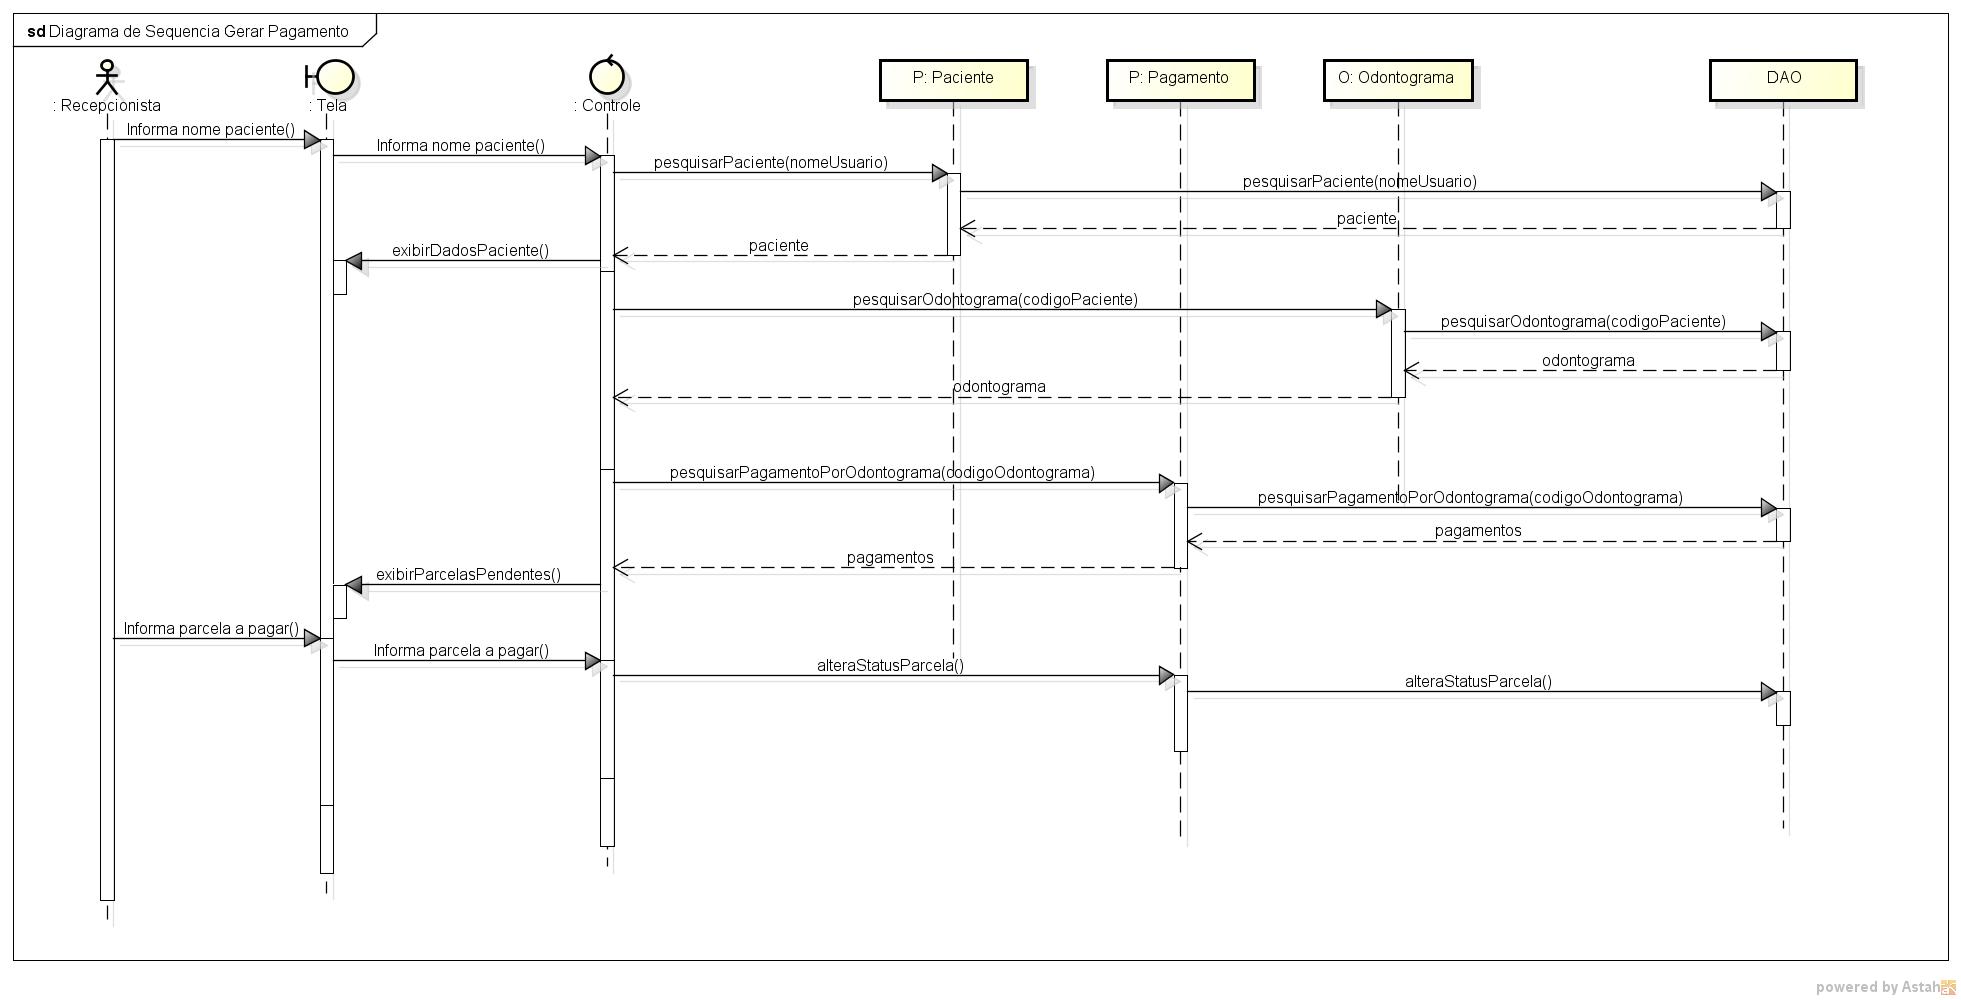 sd Diagrama de Sequencia Gerar Pagamento
P: Paciente
P: Pagamento
O: Odontograma
DAO
: Recepcionista
: Tela
: Controle
Informa nome paciente()
Informa nome paciente()
pesquisarPaciente(nomeUsuario)
pesquisarPaciente(nomeUsuario)
paciente
paciente
exibirDadosPaciente()
pesquisarOdontograma(codigoPaciente)
pesquisarOdontograma(codigoPaciente)
odontograma
odontograma
pesquisarPagamentoPorOdontograma(codigoOdontograma)
pesquisarPagamentoPorOdontograma(codigoOdontograma)
pagamentos
pagamentos
exibirParcelasPendentes()
Informa parcela a pagar()
Informa parcela a pagar()
alteraStatusParcela()
alteraStatusParcela()
powered by Astah